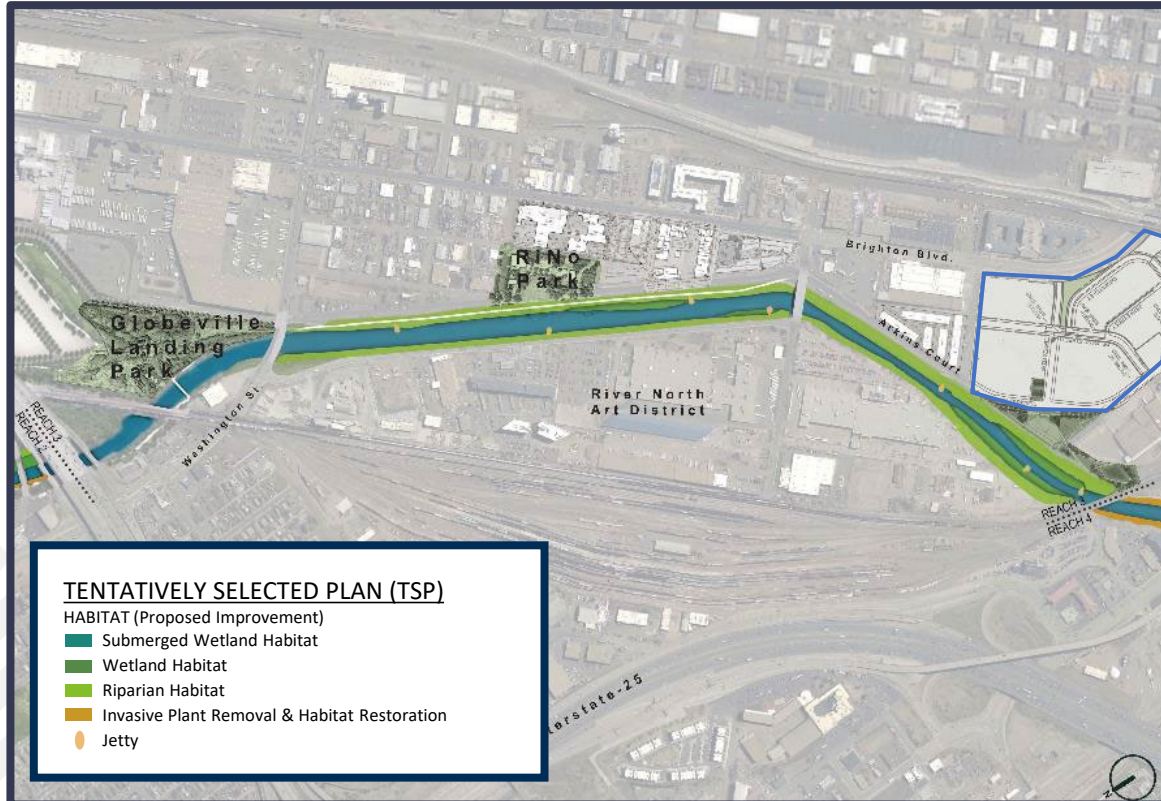 Brighton Blvd.
RiNo
Park
Globeville
Landing
Park
Arkins Court
River North
Art District
Washington St.
REACH 3
REACH 2
REACH 3
REACH 4
terstate-25
TENTATIVELY SELECTED PLAN (TSP)
HABITAT (Proposed Improvement)
Submerged Wetland Habitat
Wetland Habitat
Riparian Habitat
Invasive Plant Removal & Habitat Restoration
Jetty
N